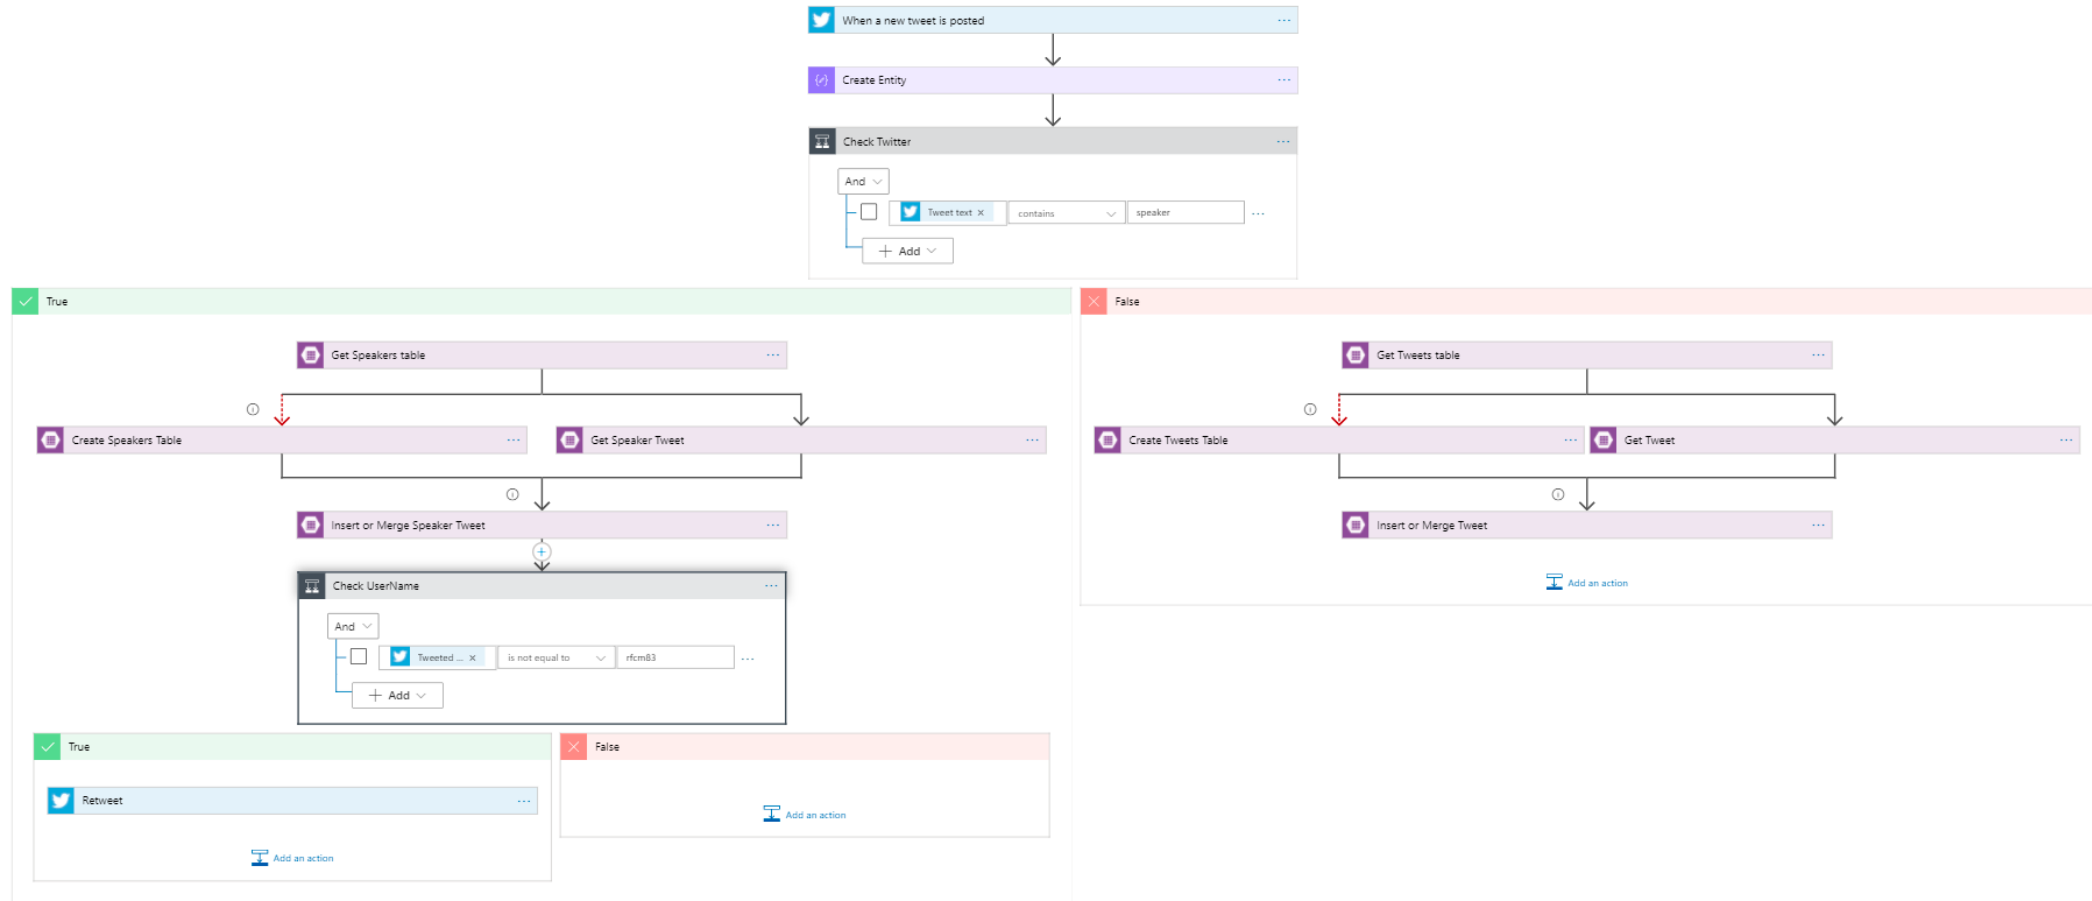 When a new tweet is posted
Create Entity
Check Twitter
And
Tweet text × contains speaker
+ Add
True
Get Speakers table
Create Speakers Table
Get Speaker Tweet
Insert or Merge Speaker Tweet
Check UserName
And
Tweeted ... × is not equal to rfcm83
+ Add
True
Retweet
Add an action
False
Add an action
False
Get Tweets table
Create Tweets Table
Get Tweet
Insert or Merge Tweet
Add an action